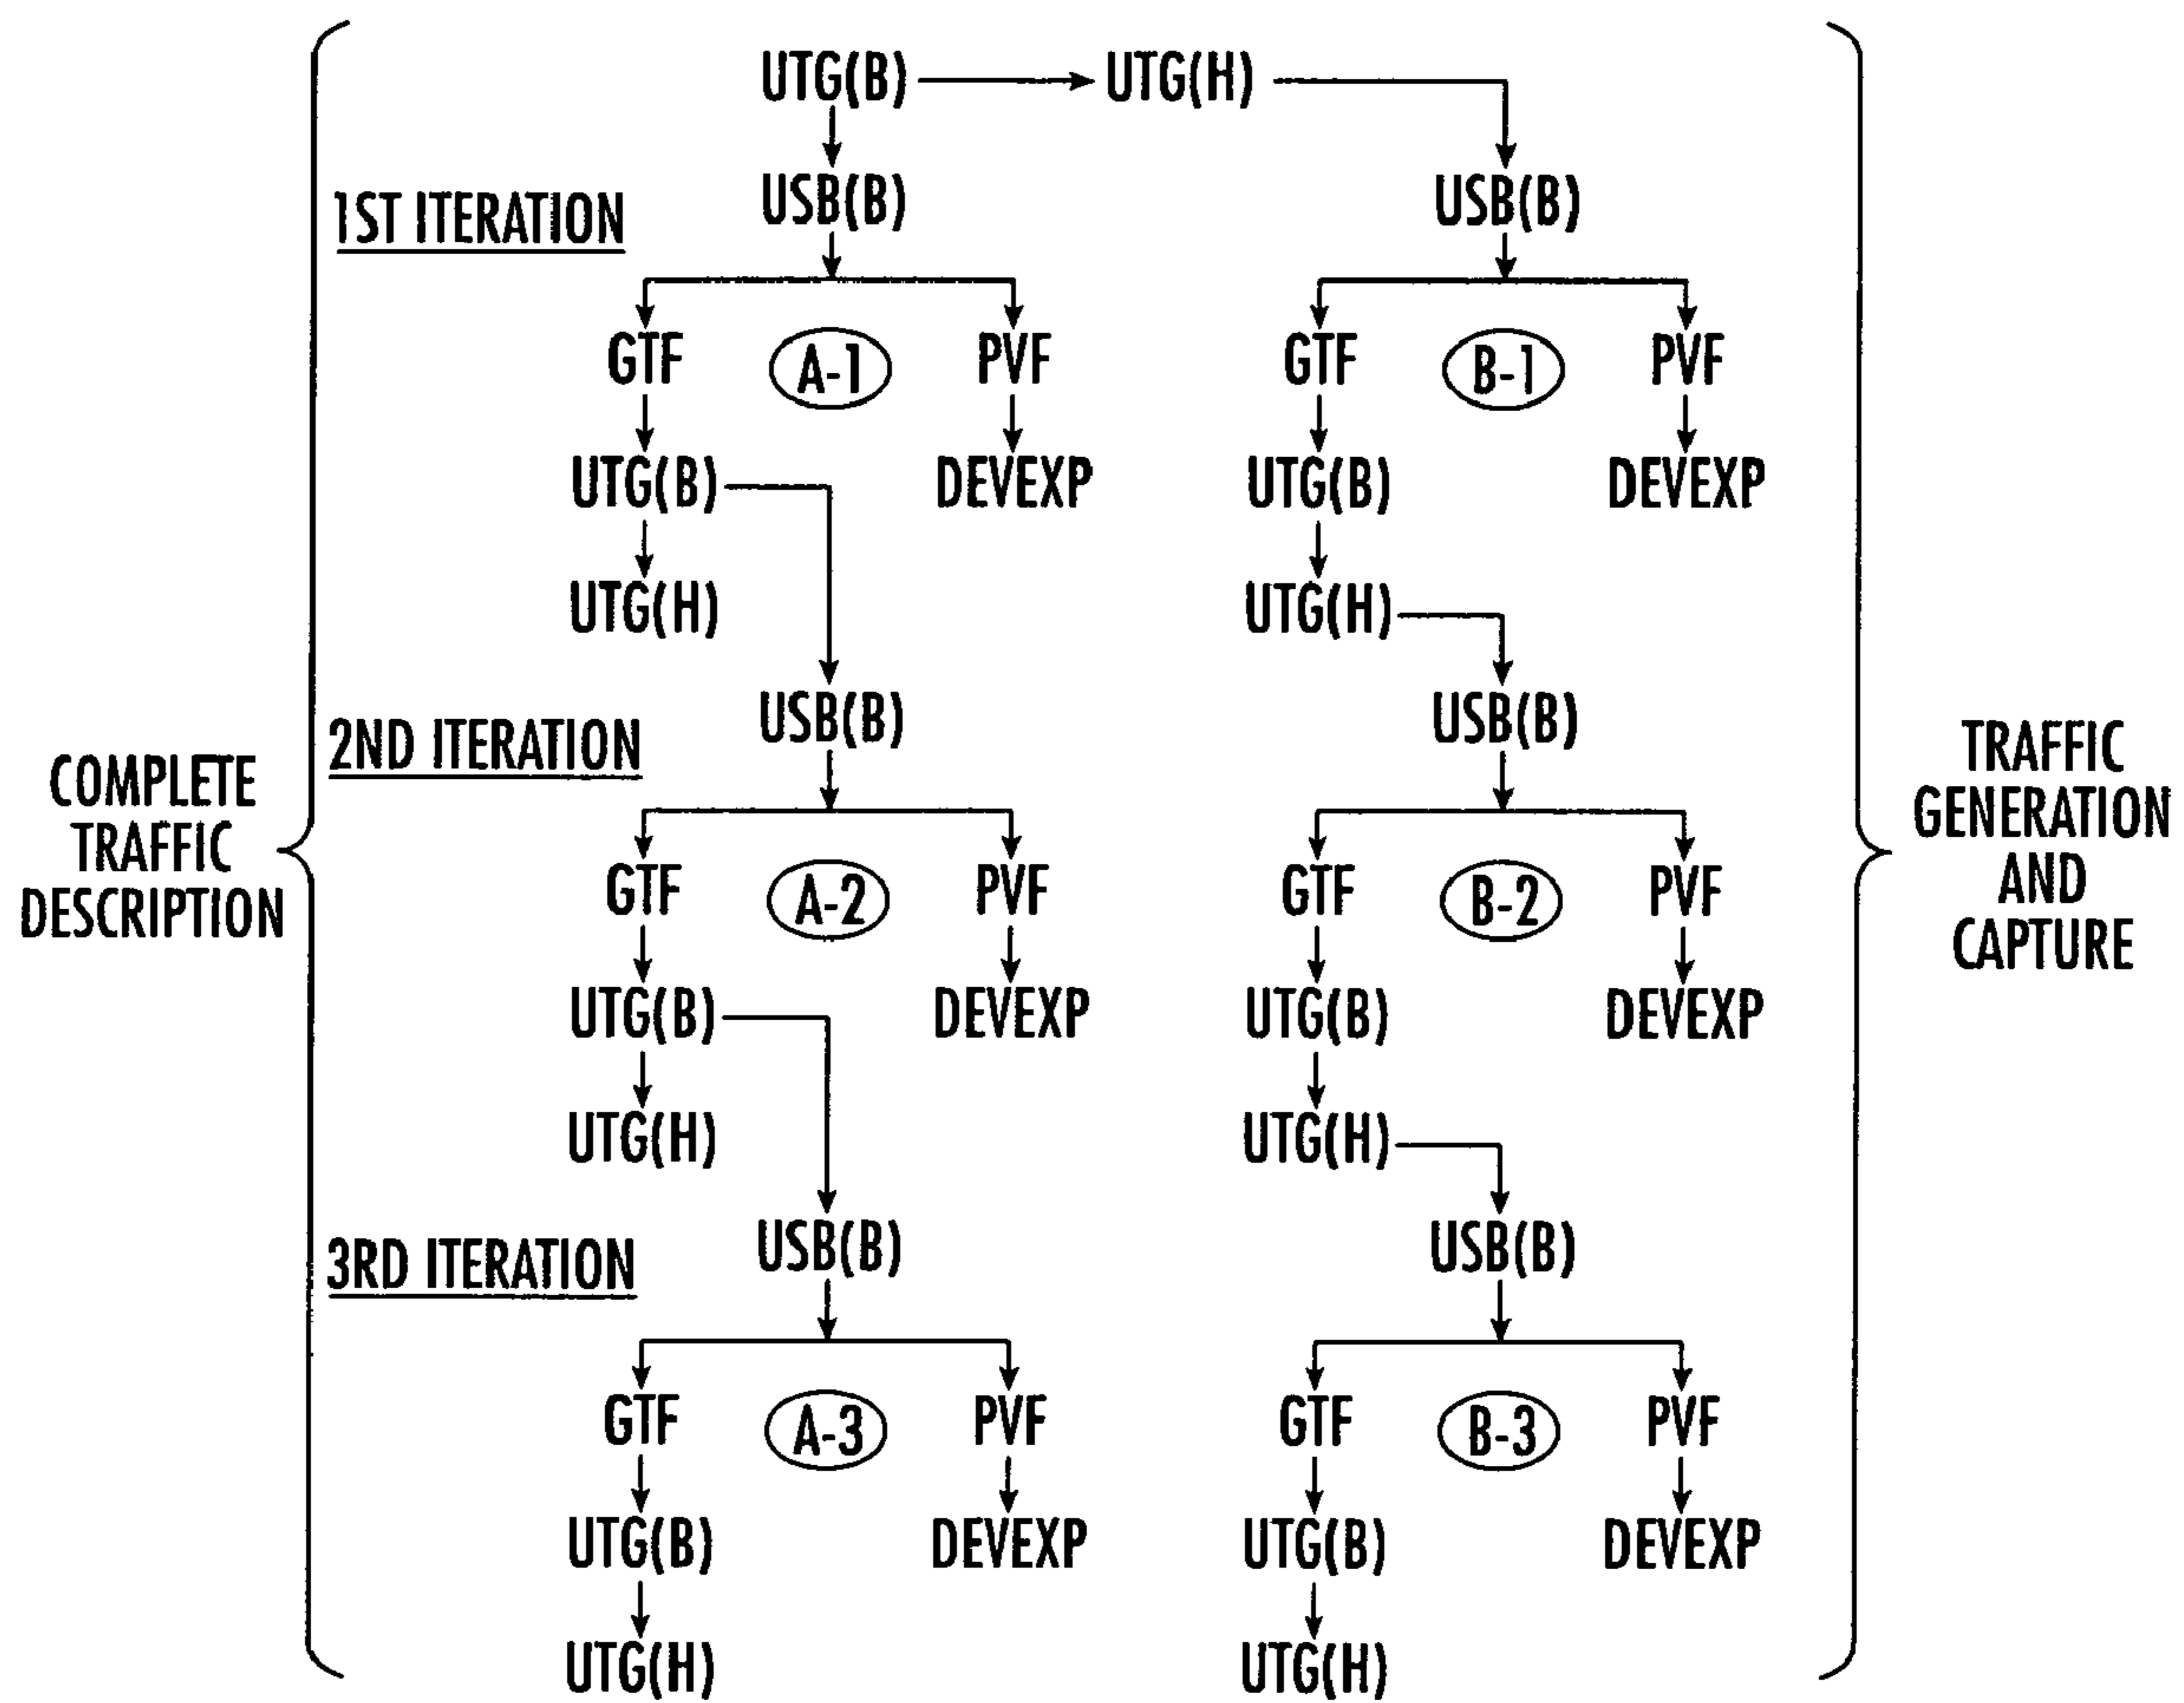 UTG(B) UTG(H)
1ST ITERATION
USB(B) USB(B)
GTF A-1 PVF GTF B-1 PVF
UTG(B) DEVEXP UTG(B) DEVEXP
UTG(H) UTG(H)
2ND ITERATION
USB(B) USB(B)
COMPLETE
TRAFFIC
DESCRIPTION
TRAFFIC
GENERATION
AND
CAPTURE
GTF A-2 PVF GTF B-2 PVF
UTG(B) DEVEXP UTG(B) DEVEXP
UTG(H) UTG(H)
3RD ITERATION
USB(B) USB(B)
GTF A-3 PVF GTF B-3 PVF
UTG(B) DEVEXP UTG(B) DEVEXP
UTG(H) UTG(H)